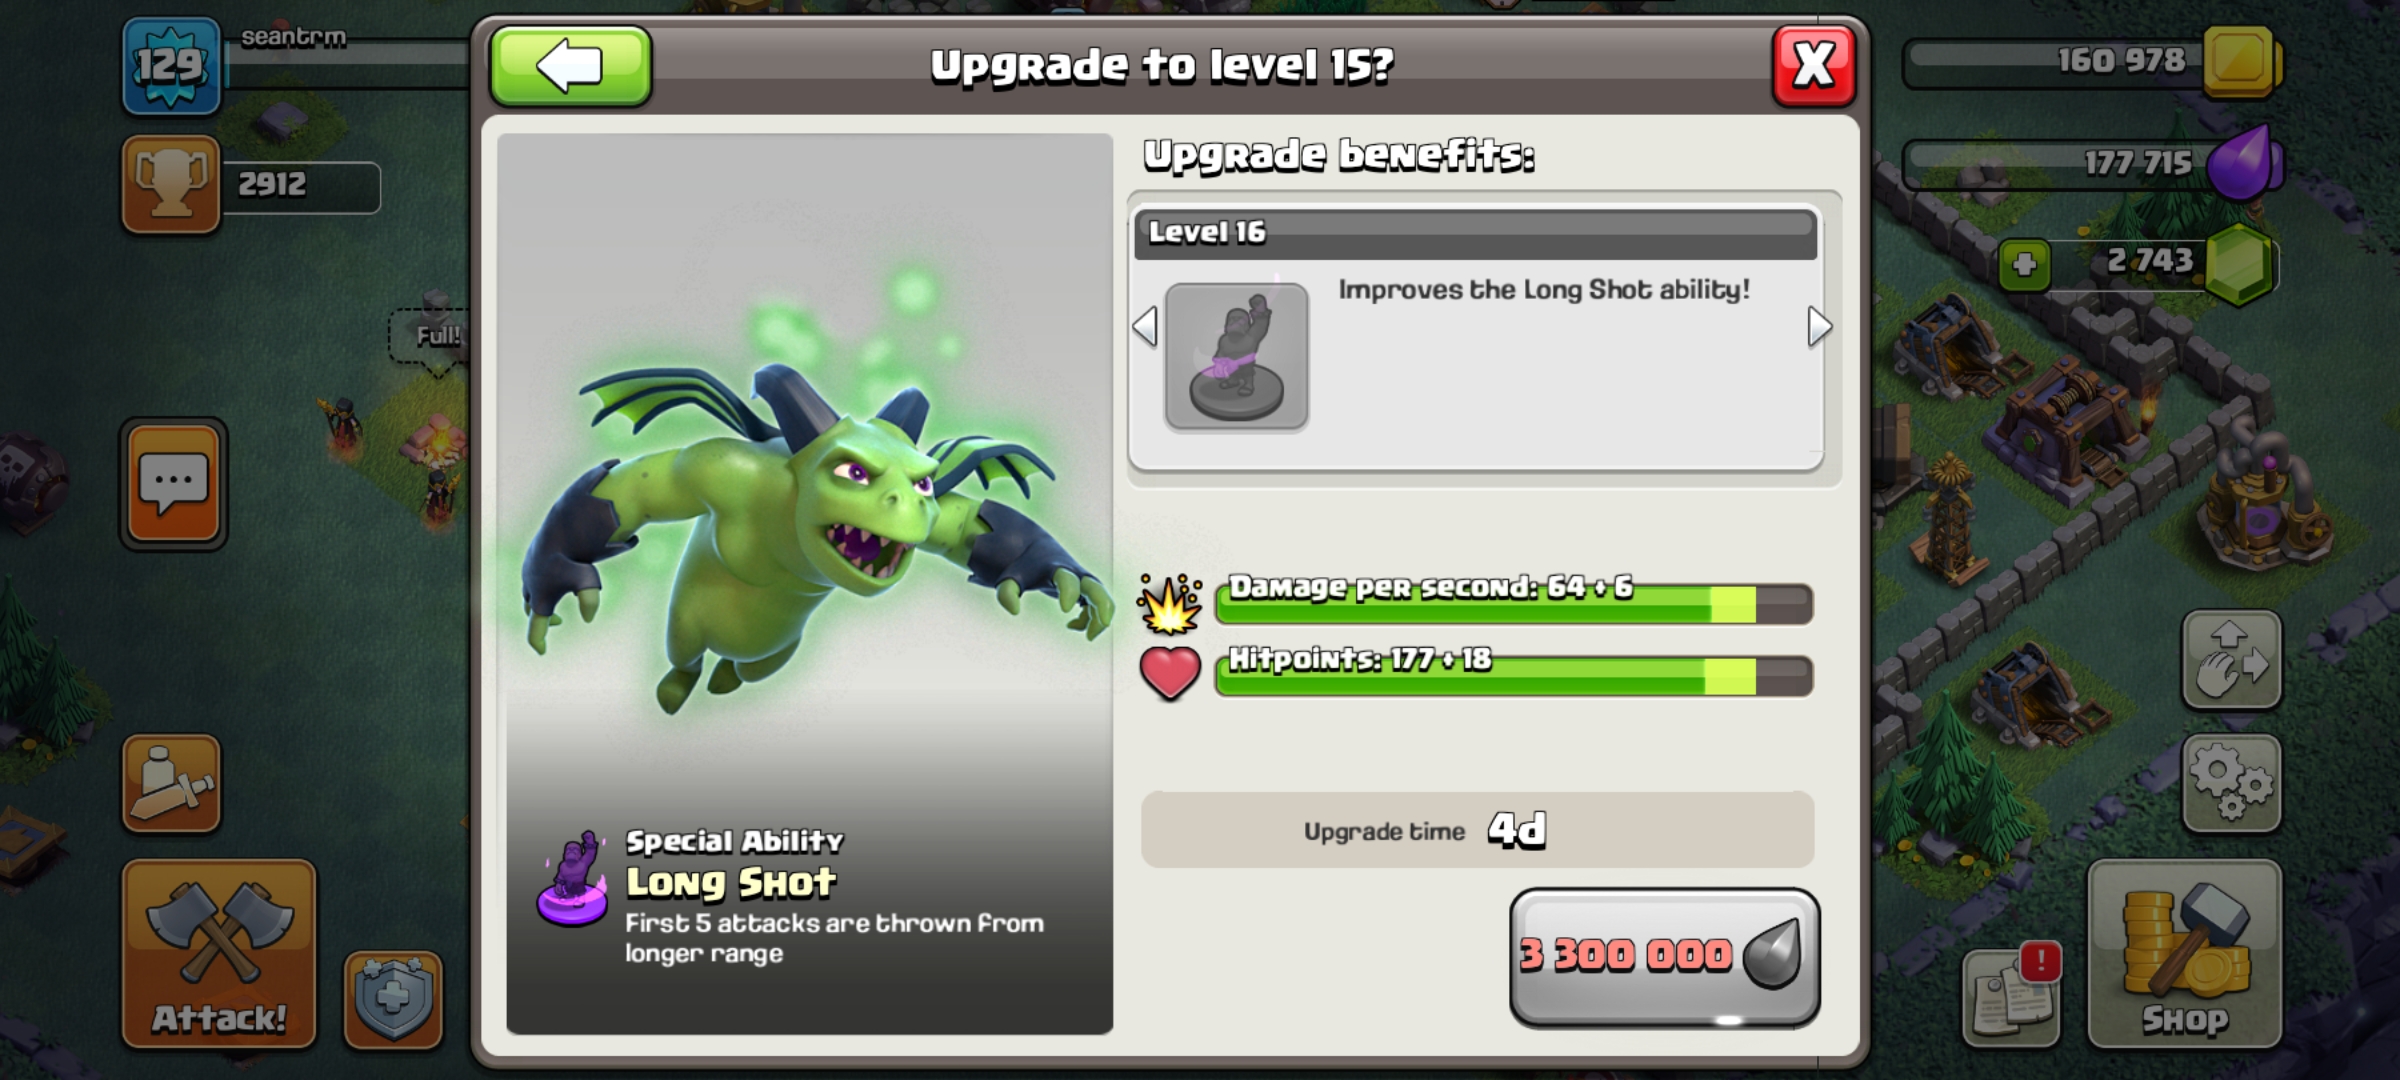 129
seantrm
2912
Full!
Attack!
Upgrade to level 15?
X
Special Ability
Long Shot
First 5 attacks are thrown from
longer range
Upgrade benefits:
Level 16
Improves the Long Shot ability!
Damage per second: 64 + 6
Hitpoints: 177 + 18
Upgrade time 4d
3 300 000
160 978
177 715
2 743
!
Shop